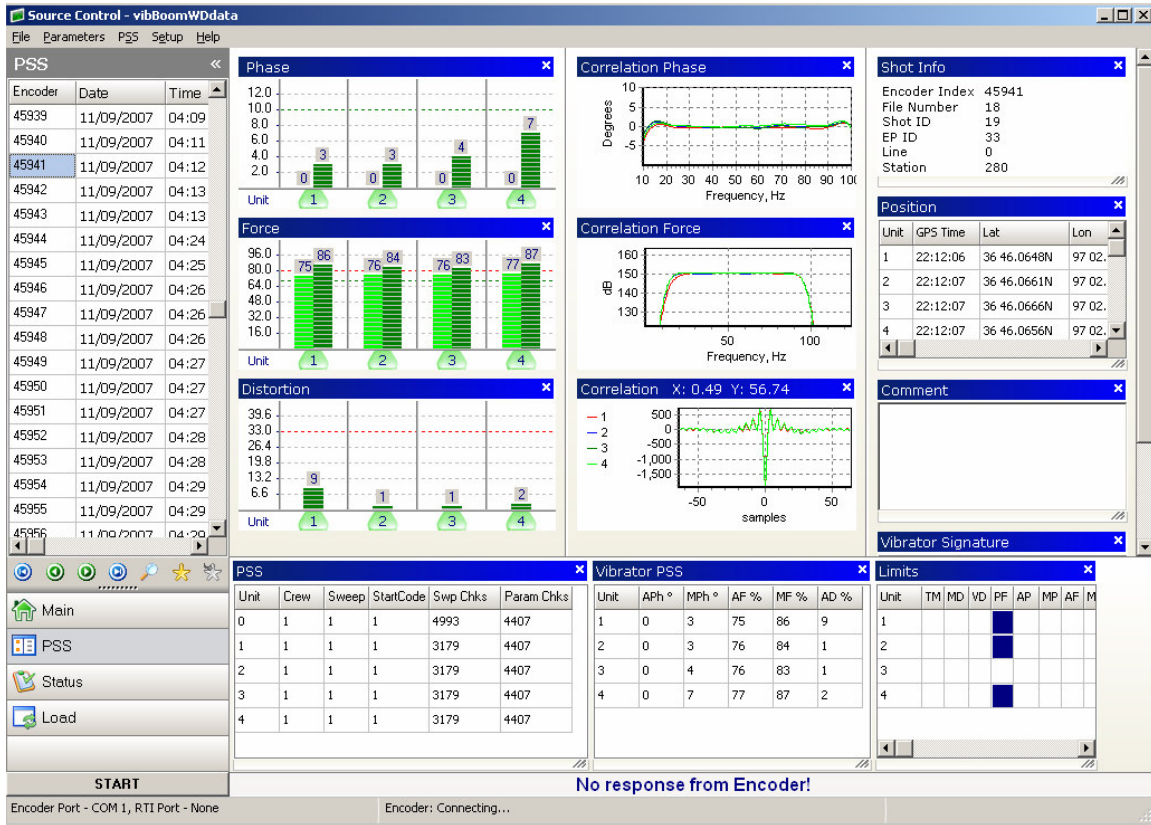 Source Control - vibBoomWDdata
File Parameters PSS Setup Help
PSS «
Encoder Date Time
45939 11/09/2007 04:09
45940 11/09/2007 04:11
45941 11/09/2007 04:12
45942 11/09/2007 04:13
45943 11/09/2007 04:13
45944 11/09/2007 04:24
45945 11/09/2007 04:25
45946 11/09/2007 04:26
45947 11/09/2007 04:26
45948 11/09/2007 04:26
45949 11/09/2007 04:27
45950 11/09/2007 04:27
45951 11/09/2007 04:27
45952 11/09/2007 04:28
45953 11/09/2007 04:28
45954 11/09/2007 04:29
45955 11/09/2007 04:29
45956 11/09/2007 04:29
Main
PSS
Status
Load
START
Phase
12.0
10.0
8.0
6.0
4.0
2.0
0 3 0 3 0 4 0 7
Unit 1 2 3 4
Force
96.0
80.0
64.0
48.0
32.0
16.0
75 86 76 84 76 83 77 87
Unit 1 2 3 4
Distortion
39.6
33.0
26.4
19.8
13.2
6.6
9 1 1 2
Unit 1 2 3 4
Correlation Phase
Degrees
10
5
0
-5
10 20 30 40 50 60 70 80 90 100
Frequency, Hz
Correlation Force
dB
160
150
140
130
50 100
Frequency, Hz
Correlation X: 0.49 Y: 56.74
1
2
3
4
500
0
-500
-1,000
-1,500
-50 0 50
samples
Shot Info
Encoder Index 45941
File Number 18
Shot ID 19
EP ID 33
Line 0
Station 280
Position
Unit GPS Time Lat Lon
1 22:12:06 36 46.0648N 97 02.
2 22:12:07 36 46.0661N 97 02.
3 22:12:07 36 46.0666N 97 02.
4 22:12:07 36 46.0656N 97 02.
Comment
Vibrator Signature
PSS
Unit Crew Sweep StartCode Swp Chks Param Chks
0 1 1 1 4993 4407
1 1 1 1 3179 4407
2 1 1 1 3179 4407
3 1 1 1 3179 4407
4 1 1 1 3179 4407
Vibrator PSS
Unit APh ° MPh ° AF % MF % AD %
1 0 3 75 86 9
2 0 3 76 84 1
3 0 4 76 83 1
4 0 7 77 87 2
Limits
Unit TM MD VD PF AP MP AF M
1
2
3
4
No response from Encoder!
Encoder Port - COM 1, RTI Port - None
Encoder: Connecting...